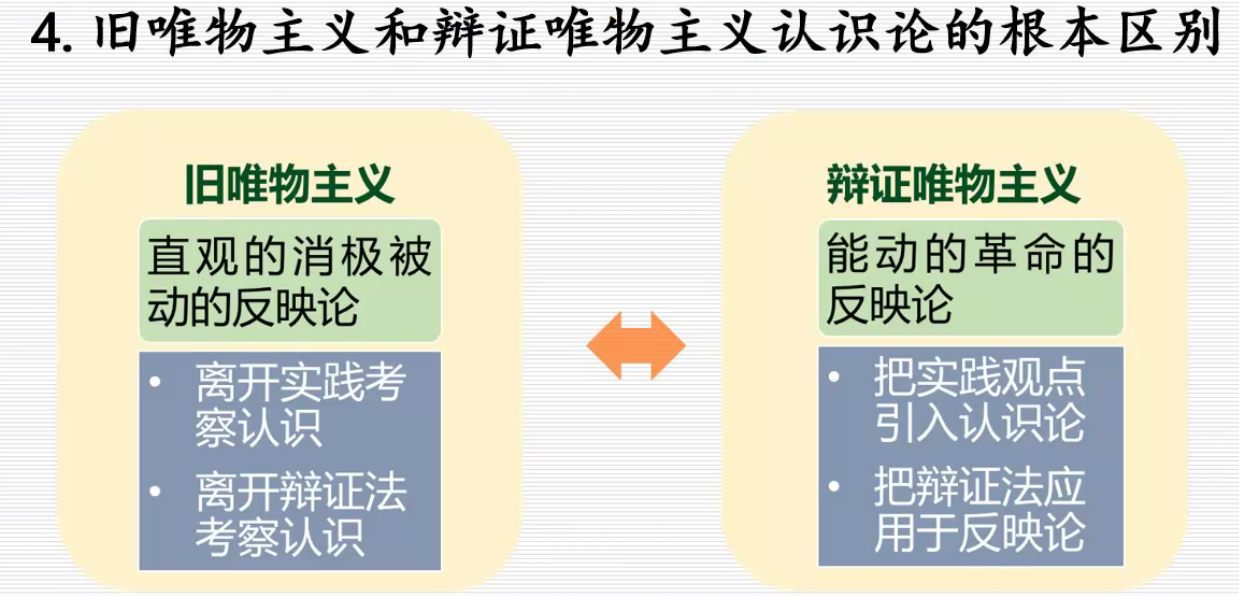 4. 旧唯物主义和辩证唯物主义认识论的根本区别
旧唯物主义
直观的消极被
动的反映论
• 离开实践考
察认识
• 离开辩证法
考察认识
辩证唯物主义
能动的革命的
反映论
• 把实践观点
引入认识论
• 把辩证法应
用于反映论